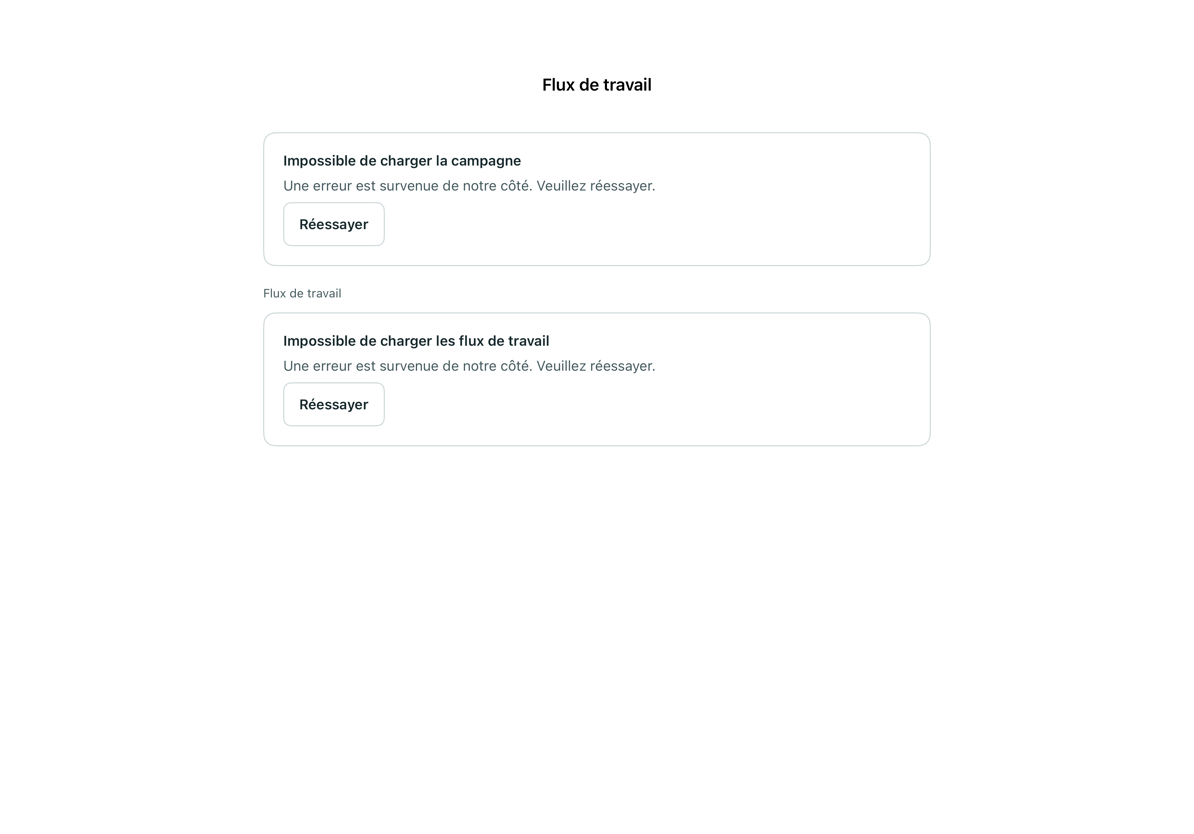 Flux de travail
Impossible de charger la campagne
Une erreur est survenue de notre côté. Veuillez réessayer.
Réessayer
Flux de travail
Impossible de charger les flux de travail
Une erreur est survenue de notre côté. Veuillez réessayer.
Réessayer